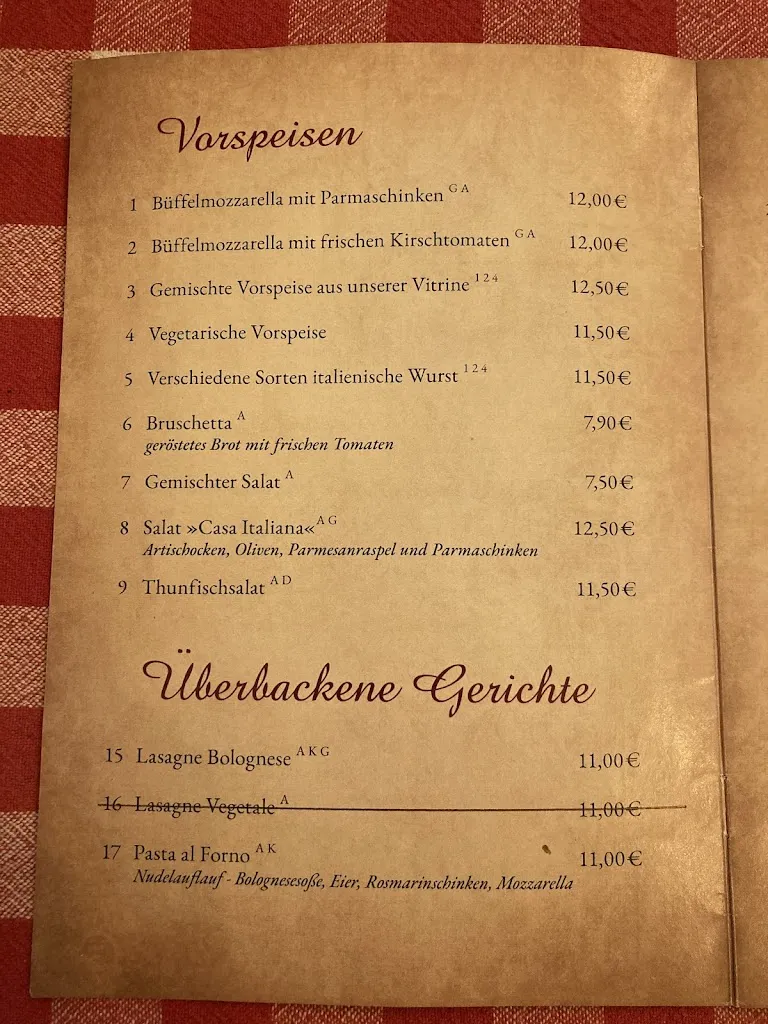 Vorspeisen
1 Büffelmozzarella mit Parmaschinken G A 12,00 €
2 Büffelmozzarella mit frischen Kirschtomaten G A 12,00 €
3 Gemischte Vorspeise aus unserer Vitrine 1 2 4 12,50 €
4 Vegetarische Vorspeise 11,50 €
5 Verschiedene Sorten italienische Wurst 1 2 4 11,50 €
6 Bruschetta A 7,90 €
geröstetes Brot mit frischen Tomaten
7 Gemischter Salat A 7,50 €
8 Salat »Casa Italiana« A G 12,50 €
Artischocken, Oliven, Parmesanraspel und Parmaschinken
9 Thunfischsalat A D 11,50 €
Überbackene Gerichte
15 Lasagne Bolognese A K G 11,00 €
16 Lasagne Vegetale A 11,00 €
17 Pasta al Forno A K 11,00 €
Nudelauflauf - Bolognesesoße, Eier, Rosmarinschinken, Mozzarella